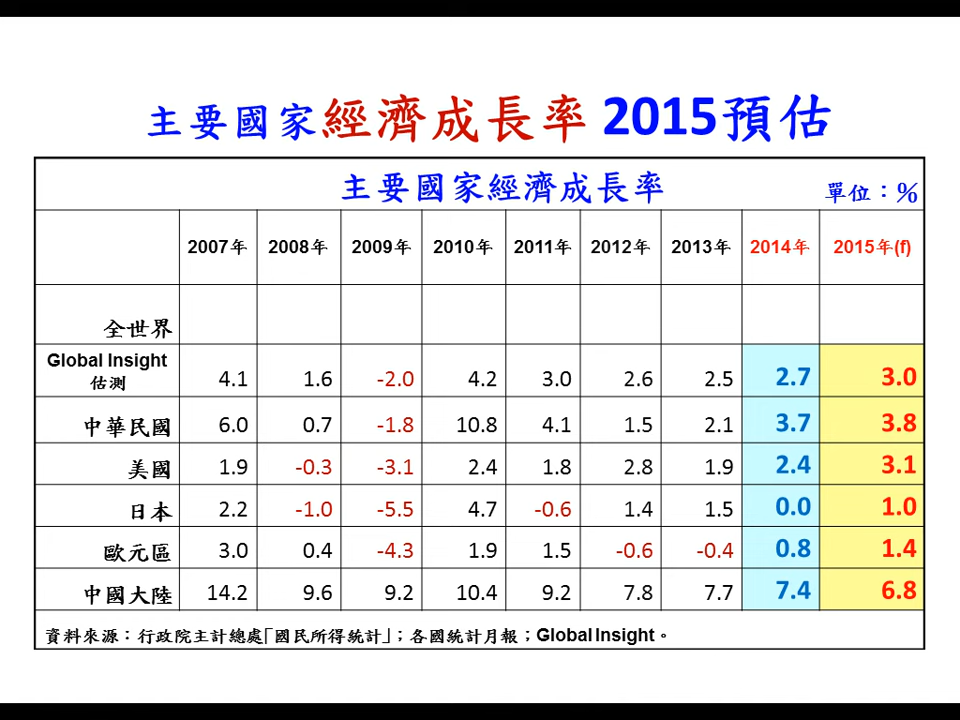 主要國家經濟成長率 2015預估
主要國家經濟成長率 單位：%
2007年 2008年 2009年 2010年 2011年 2012年 2013年 2014年 2015年(f)
全世界
Global Insight
估測 4.1 1.6 -2.0 4.2 3.0 2.6 2.5 2.7 3.0
中華民國 6.0 0.7 -1.8 10.8 4.1 1.5 2.1 3.7 3.8
美國 1.9 -0.3 -3.1 2.4 1.8 2.8 1.9 2.4 3.1
日本 2.2 -1.0 -5.5 4.7 -0.6 1.4 1.5 0.0 1.0
歐元區 3.0 0.4 -4.3 1.9 1.5 -0.6 -0.4 0.8 1.4
中國大陸 14.2 9.6 9.2 10.4 9.2 7.8 7.7 7.4 6.8
資料來源：行政院主計總處「國民所得統計」；各國統計月報；Global Insight。